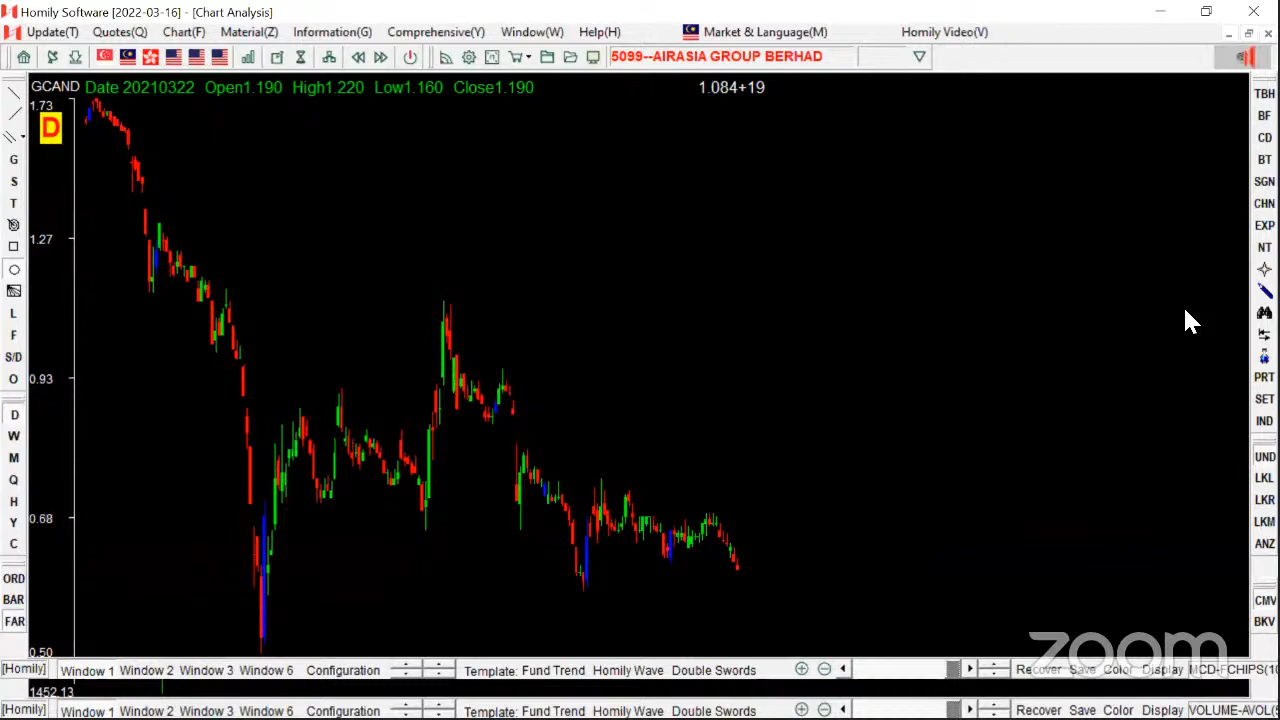 Homily Software [2022-03-16] - [Chart Analysis]
Update(T) Quotes(Z) Chart(F) Material(Z) Information(G) Comprehensive(Y) Window(W) Help(H) Market & Language(M) Homily Video(V)
5099--AIRASIA GROUP BERHAD
GCAND Date 20210322 Open1.190 High1.220 Low1.160 Close1.190 1.084+19
1.73
D
1.27
0.93
0.68
0.50
G
S
T
L
F
S/D
O
D
W
M
Q
H
Y
C
ORD
BAR
FAR
TBH
BF
CD
BT
SGN
CHN
EXP
NT
PRT
SET
IND
UND
LKL
LKR
LKM
ANZ
CMV
BKV
zoom
[Homily] Window 1 Window 2 Window 3 Window 6 Configuration Template: Fund Trend Homily Wave Double Swords Recover Save Color Display MCD-FCHIPS(10
1452.13
[Homily] Window 1 Window 2 Window 3 Window 6 Configuration Template: Fund Trend Homily Wave Double Swords Recover Save Color Display VOLUME-AVOL(